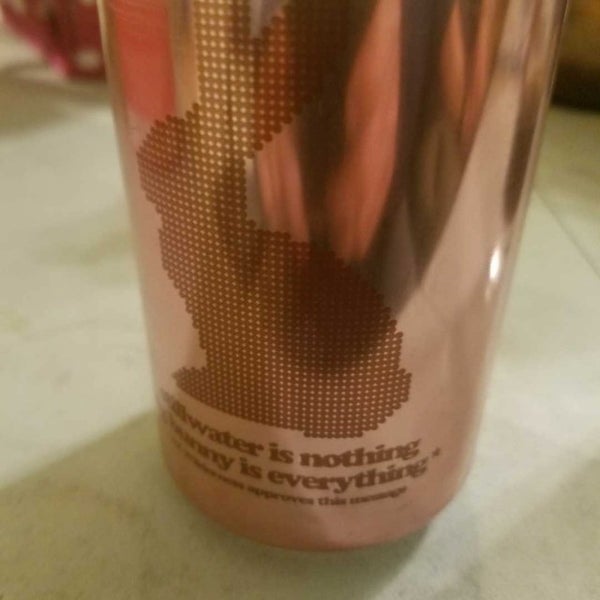 stillwater is nothing
bunny is everything *
approves this message